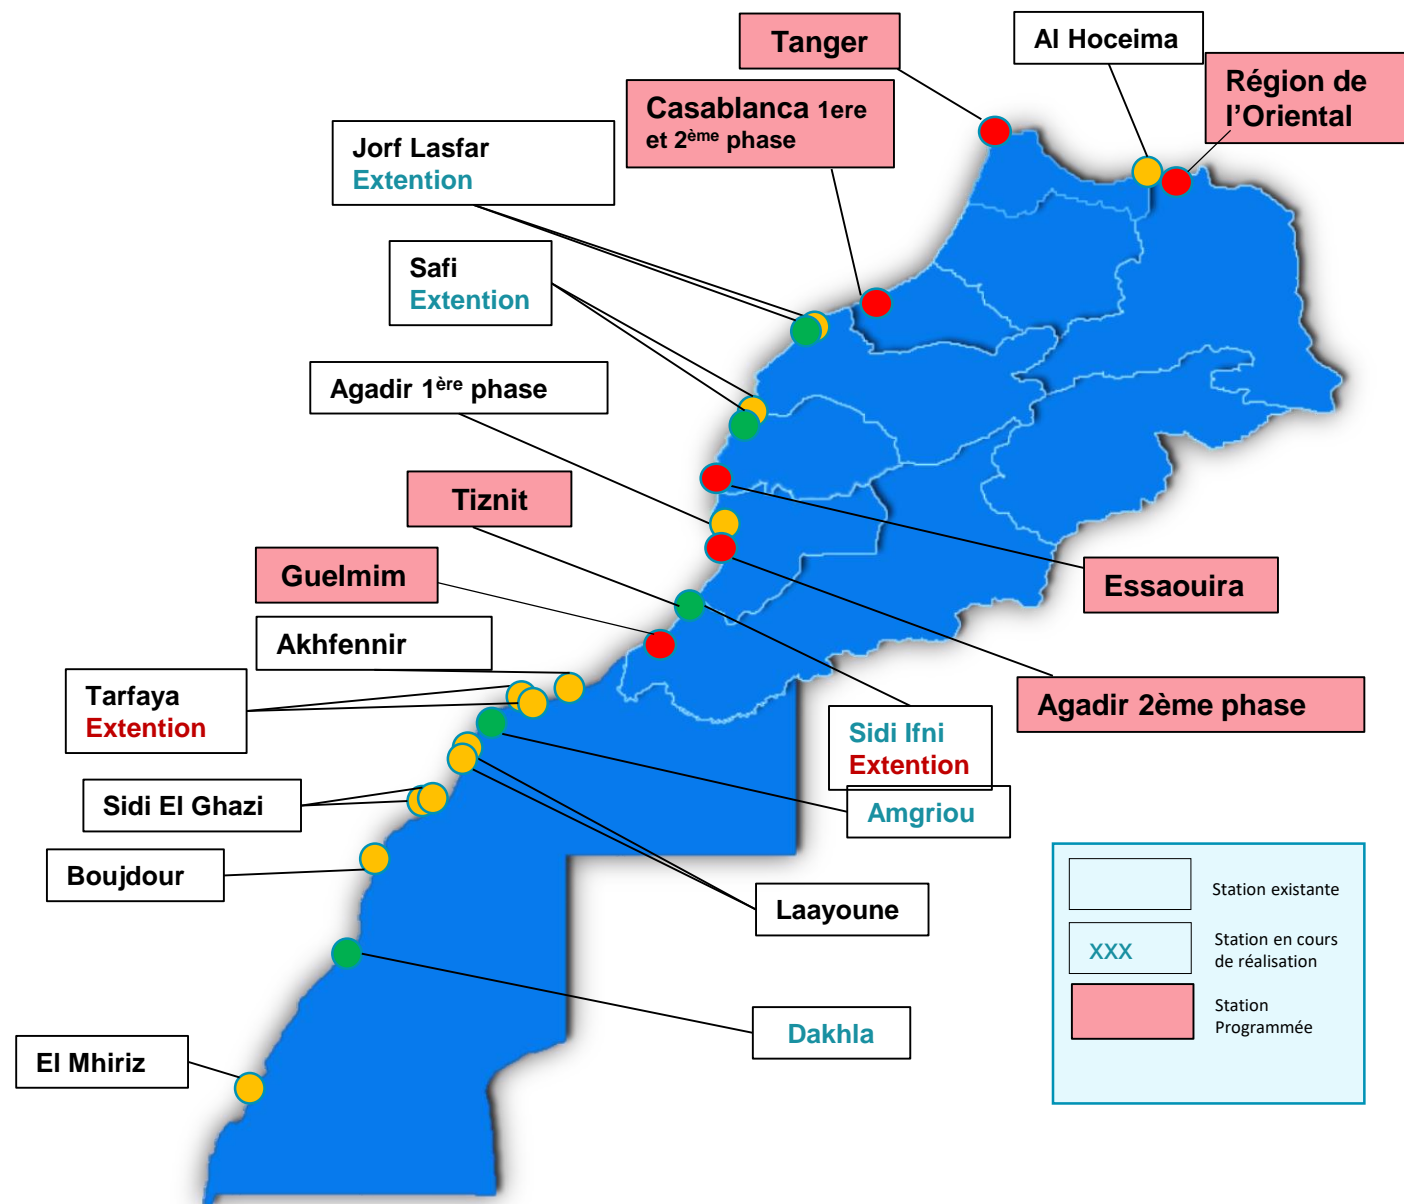 Tanger
Al Hoceima
Région de
l’Oriental
Casablanca 1ere
et 2ème phase
Jorf Lasfar
Extention
Safi
Extention
Agadir 1ère phase
Tiznit
Guelmim
Essaouira
Akhfennir
Tarfaya
Extention
Agadir 2ème phase
Sidi Ifni
Extention
Sidi El Ghazi
Amgriou
Boujdour
Laayoune
Dakhla
El Mhiriz
Station existante
XXX
Station en cours
de réalisation
Station
Programmée